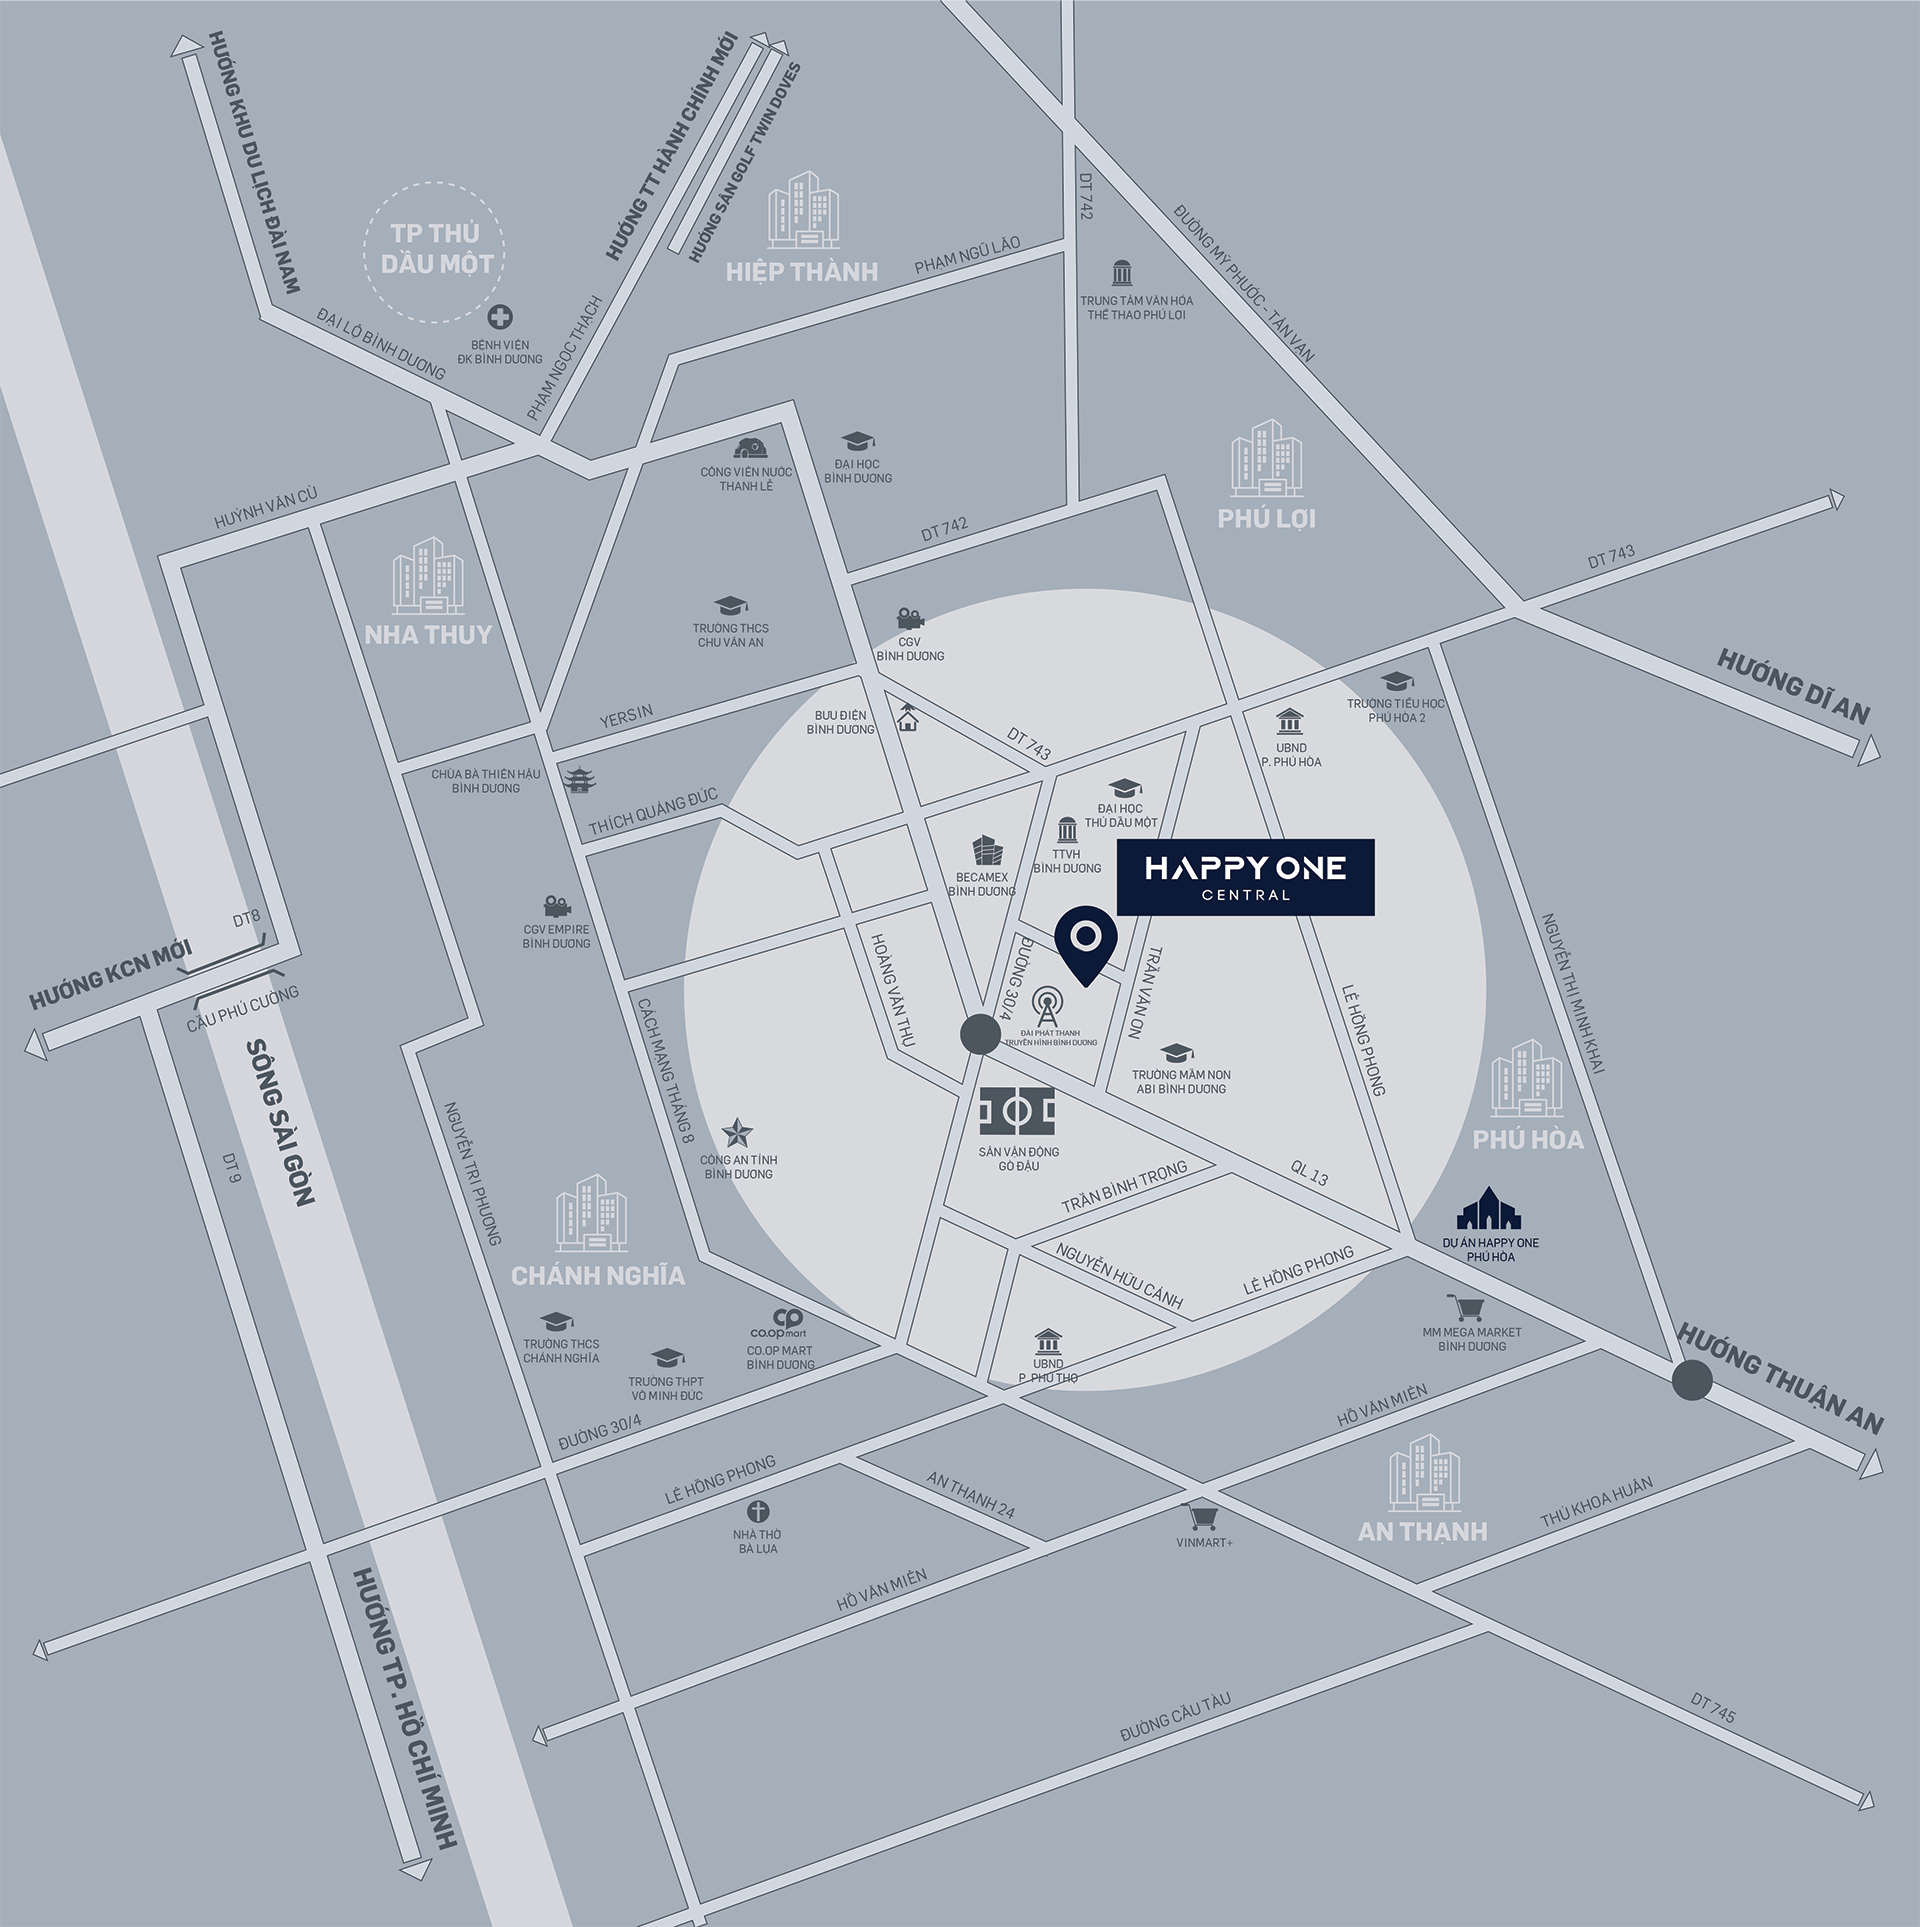 HƯỚNG KHU DU LỊCH ĐẠI NAM
HƯỚNG TT HÀNH CHÍNH MỚI
HƯỚNG SÂN GOLF TWIN DOVES
TP THỦ
DẦU MỘT
HIỆP THÀNH
DT 742
ĐƯỜNG MỸ PHƯỚC - TÂN VẠN
PHẠM NGŨ LÃO
TRUNG TÂM VĂN HÓA
THỂ THAO PHÚ LỢI
ĐẠI LỘ BÌNH DƯƠNG
BỆNH VIỆN
ĐK BÌNH DƯƠNG
PHẠM NGỌC THẠCH
CÔNG VIÊN NƯỚC
THANH LỄ
ĐẠI HỌC
BÌNH DƯƠNG
HUỲNH VĂN CÙ
DT 742
PHÚ LỢI
DT 743
NHA THUY
TRƯỜNG THCS
CHU VĂN AN
CGV
BÌNH DƯƠNG
HƯỚNG DĨ AN
TRƯỜNG TIỂU HỌC
PHÚ HÒA 2
YERSIN
BƯU ĐIỆN
BÌNH DƯƠNG
DT 743
UBND
P. PHÚ HÒA
CHÙA BÀ THIÊN HẬU
BÌNH DƯƠNG
THÍCH QUẢNG ĐỨC
ĐẠI HỌC
THỦ DẦU MỘT
TTVH
BÌNH DƯƠNG
BECAMEX
BÌNH DƯƠNG
HAPPY ONE
CENTRAL
DT8
CGV EMPIRE
BÌNH DƯƠNG
HƯỚNG KCN MỚI
CẦU PHÚ CƯỜNG
HOÀNG VĂN THỤ
ĐƯỜNG 30/4
TRẦN VĂN ƠN
NGUYỄN THỊ MINH KHAI
LÊ HỒNG PHONG
CÁCH MẠNG THÁNG 8
ĐÀI PHÁT THANH
TRUYỀN HÌNH BÌNH DƯƠNG
TRƯỜNG MẦM NON
ABI BÌNH DƯƠNG
SÔNG SÀI GÒN
NGUYỄN TRI PHƯƠNG
DT 9
PHÚ HÒA
SÂN VẬN ĐỘNG
GÒ ĐẬU
CÔNG AN TỈNH
BÌNH DƯƠNG
TRẦN BÌNH TRỌNG
QL 13
DỰ ÁN HAPPY ONE
PHÚ HÒA
CHÁNH NGHĨA
NGUYỄN HỮU CẢNH
LÊ HỒNG PHONG
TRƯỜNG THCS
CHÁNH NGHĨA
co.opmart
CO.OP MART
BÌNH DƯƠNG
MM MEGA MARKET
BÌNH DƯƠNG
HƯỚNG THUẬN AN
UBND
P. PHÚ THỌ
TRƯỜNG THPT
VÕ MINH ĐỨC
HỒ VĂN MIÊN
ĐƯỜNG 30/4
LÊ HỒNG PHONG
AN THẠNH 24
THỦ KHOA HUÂN
AN THẠNH
NHÀ THỜ
BÀ LỤA
VINMART+
HỒ VĂN MIÊN
HƯỚNG TP. HỒ CHÍ MINH
ĐƯỜNG CẦU TÀU
DT 745